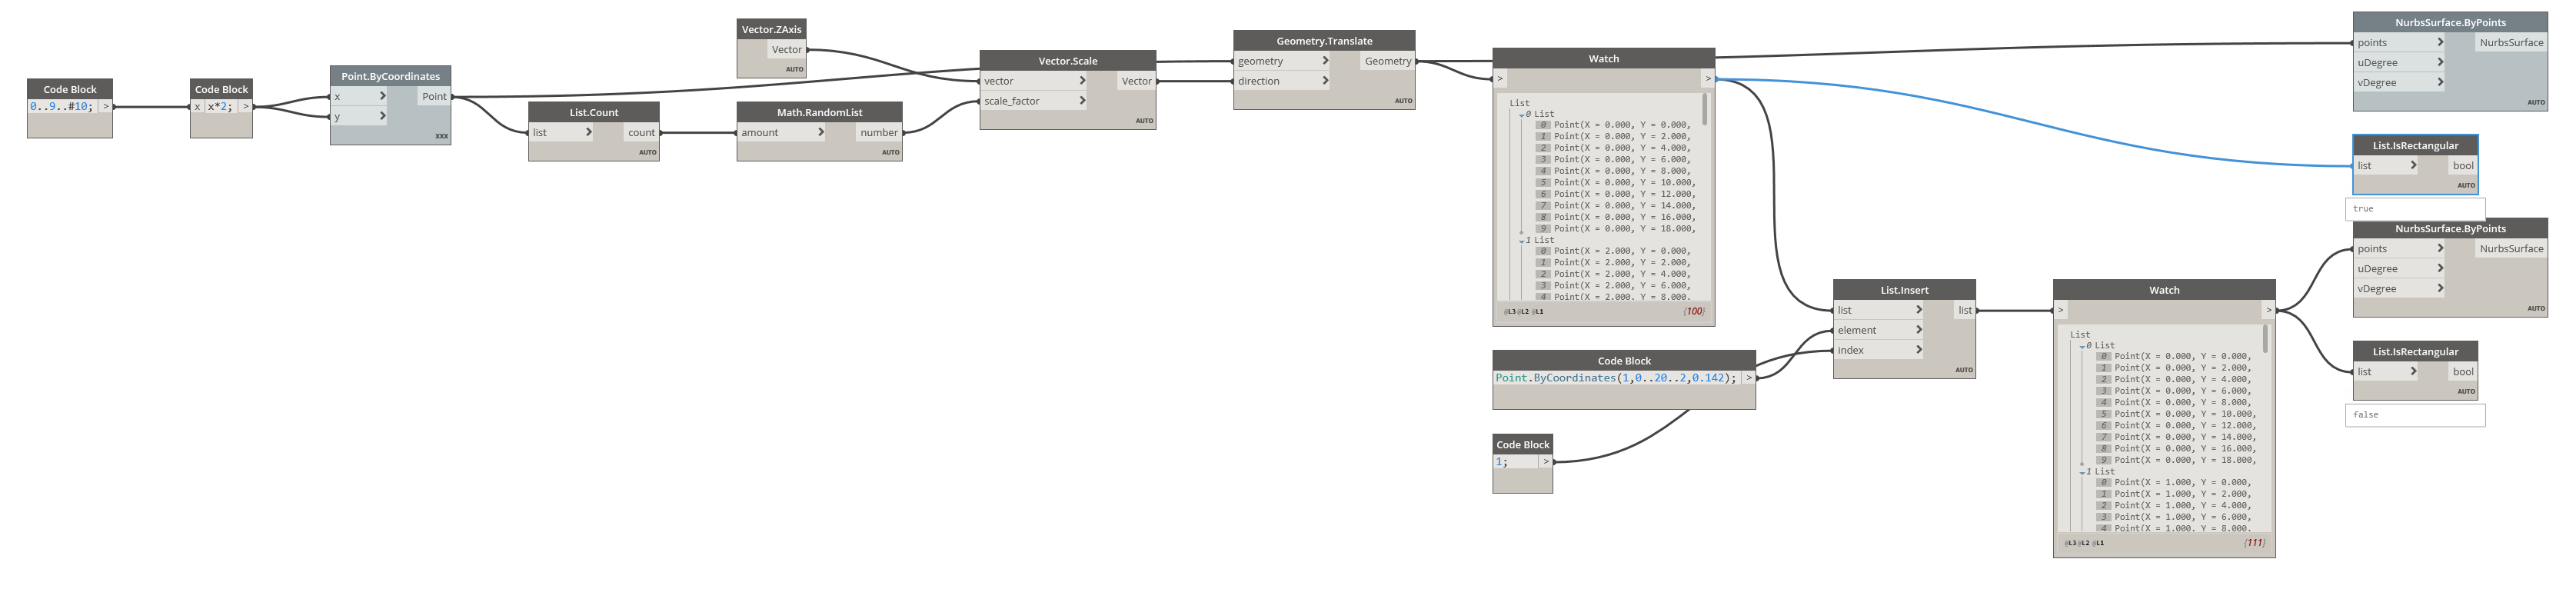 Code Block
0..9..#10; >
Code Block
x x*2; >
Point.ByCoordinates
x > Point
y >
XXX
List.Count
list > count
AUTO
Vector.ZAxis
Vector
AUTO
Math.RandomList
amount > number
AUTO
Vector.Scale
vector > Vector
scale_factor >
AUTO
Geometry.Translate
geometry > Geometry
direction >
AUTO
Watch
> >
List
0 List
0 Point(X = 0.000, Y = 0.000,
1 Point(X = 0.000, Y = 2.000,
2 Point(X = 0.000, Y = 4.000,
3 Point(X = 0.000, Y = 6.000,
4 Point(X = 0.000, Y = 8.000,
5 Point(X = 0.000, Y = 10.000,
6 Point(X = 0.000, Y = 12.000,
7 Point(X = 0.000, Y = 14.000,
8 Point(X = 0.000, Y = 16.000,
9 Point(X = 0.000, Y = 18.000,
1 List
0 Point(X = 2.000, Y = 0.000,
1 Point(X = 2.000, Y = 2.000,
2 Point(X = 2.000, Y = 4.000,
3 Point(X = 2.000, Y = 6.000,
4 Point(X = 2.000, Y = 8.000,
@L3 @L2 @L1 {100}
Code Block
Point.ByCoordinates(1,0..20..2,0.142); >
Code Block
1; >
List.Insert
list > list
element >
index >
AUTO
Watch
> >
List
0 List
0 Point(X = 0.000, Y = 0.000,
1 Point(X = 0.000, Y = 2.000,
2 Point(X = 0.000, Y = 4.000,
3 Point(X = 0.000, Y = 6.000,
4 Point(X = 0.000, Y = 8.000,
5 Point(X = 0.000, Y = 10.000,
6 Point(X = 0.000, Y = 12.000,
7 Point(X = 0.000, Y = 14.000,
8 Point(X = 0.000, Y = 16.000,
9 Point(X = 0.000, Y = 18.000,
1 List
0 Point(X = 1.000, Y = 0.000,
1 Point(X = 1.000, Y = 2.000,
2 Point(X = 1.000, Y = 4.000,
3 Point(X = 1.000, Y = 6.000,
4 Point(X = 1.000, Y = 8.000,
@L3 @L2 @L1 {111}
NurbsSurface.ByPoints
points > NurbsSurface
uDegree >
vDegree >
AUTO
List.IsRectangular
list > bool
AUTO
true
NurbsSurface.ByPoints
points > NurbsSurface
uDegree >
vDegree >
AUTO
List.IsRectangular
list > bool
AUTO
false